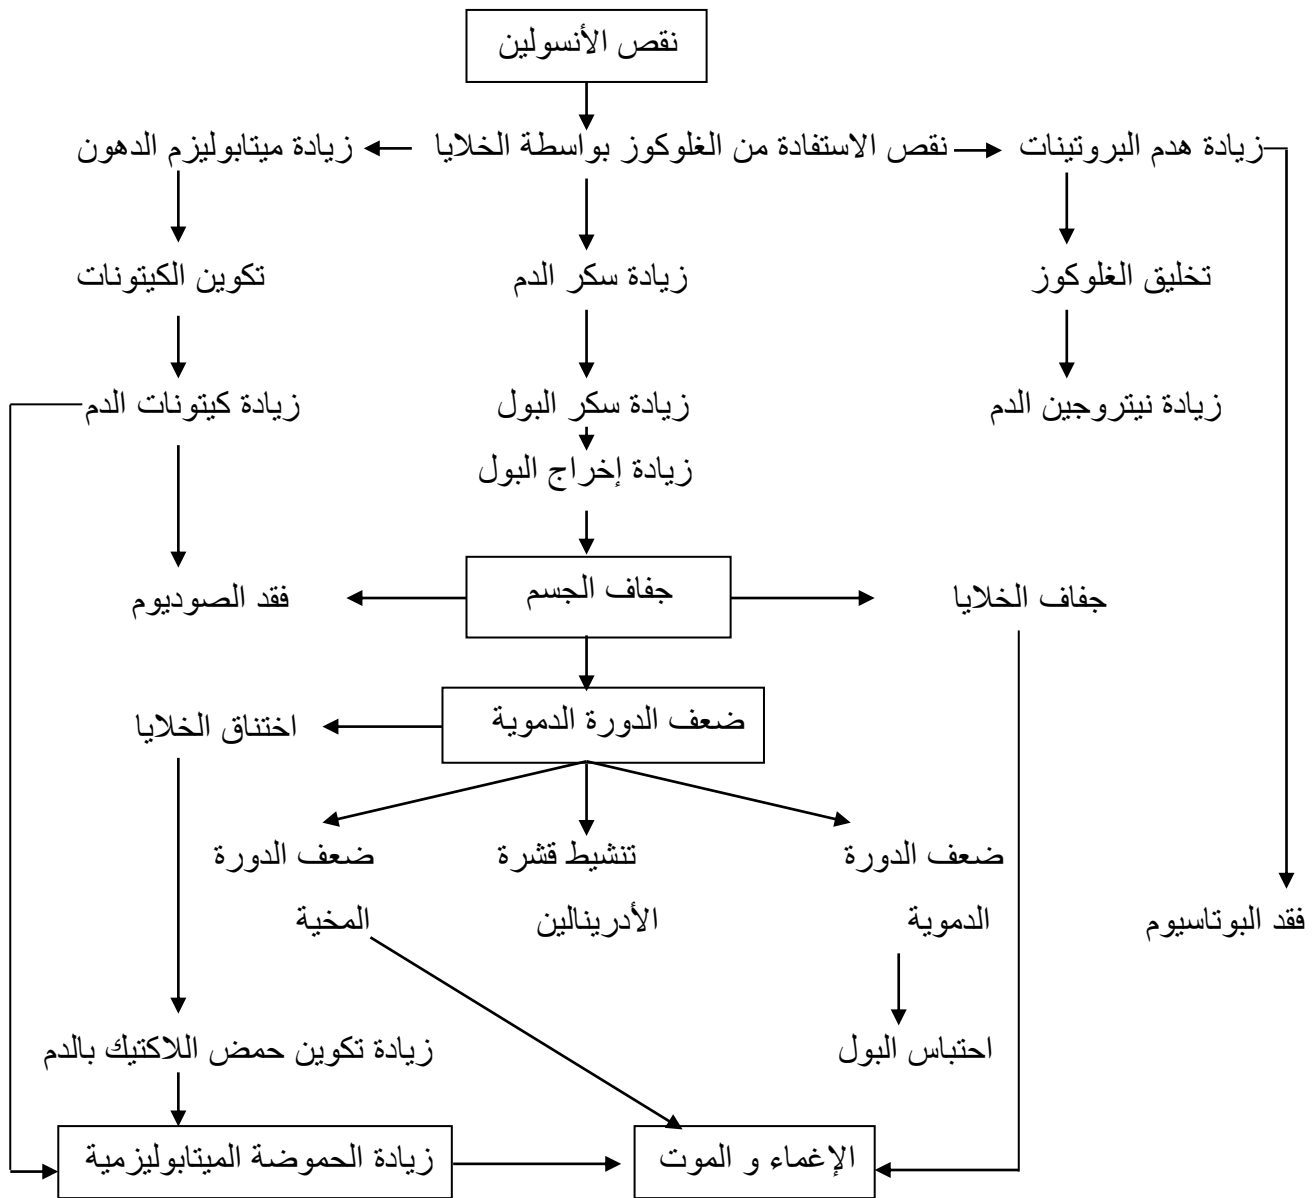 نقص الأنسولين
زيادة هدم البروتينات
نقص الاستفادة من الغلوكوز بواسطة الخلايا
زيادة ميتابوليزم الدهون
تخليق الغلوكوز
زيادة سكر الدم
تكوين الكيتونات
زيادة نيتروجين الدم
زيادة سكر البول
زيادة كيتونات الدم
زيادة إخراج البول
جفاف الخلايا
جفاف الجسم
فقد الصوديوم
ضعف الدورة الدموية
اختناق الخلايا
ضعف الدورة
الدموية
تنشيط قشرة
الأدرينالين
ضعف الدورة
المخية
فقد البوتاسيوم
احتباس البول
زيادة تكوين حمض اللاكتيك بالدم
الإغماء و الموت
زيادة الحموضة الميتابوليزمية